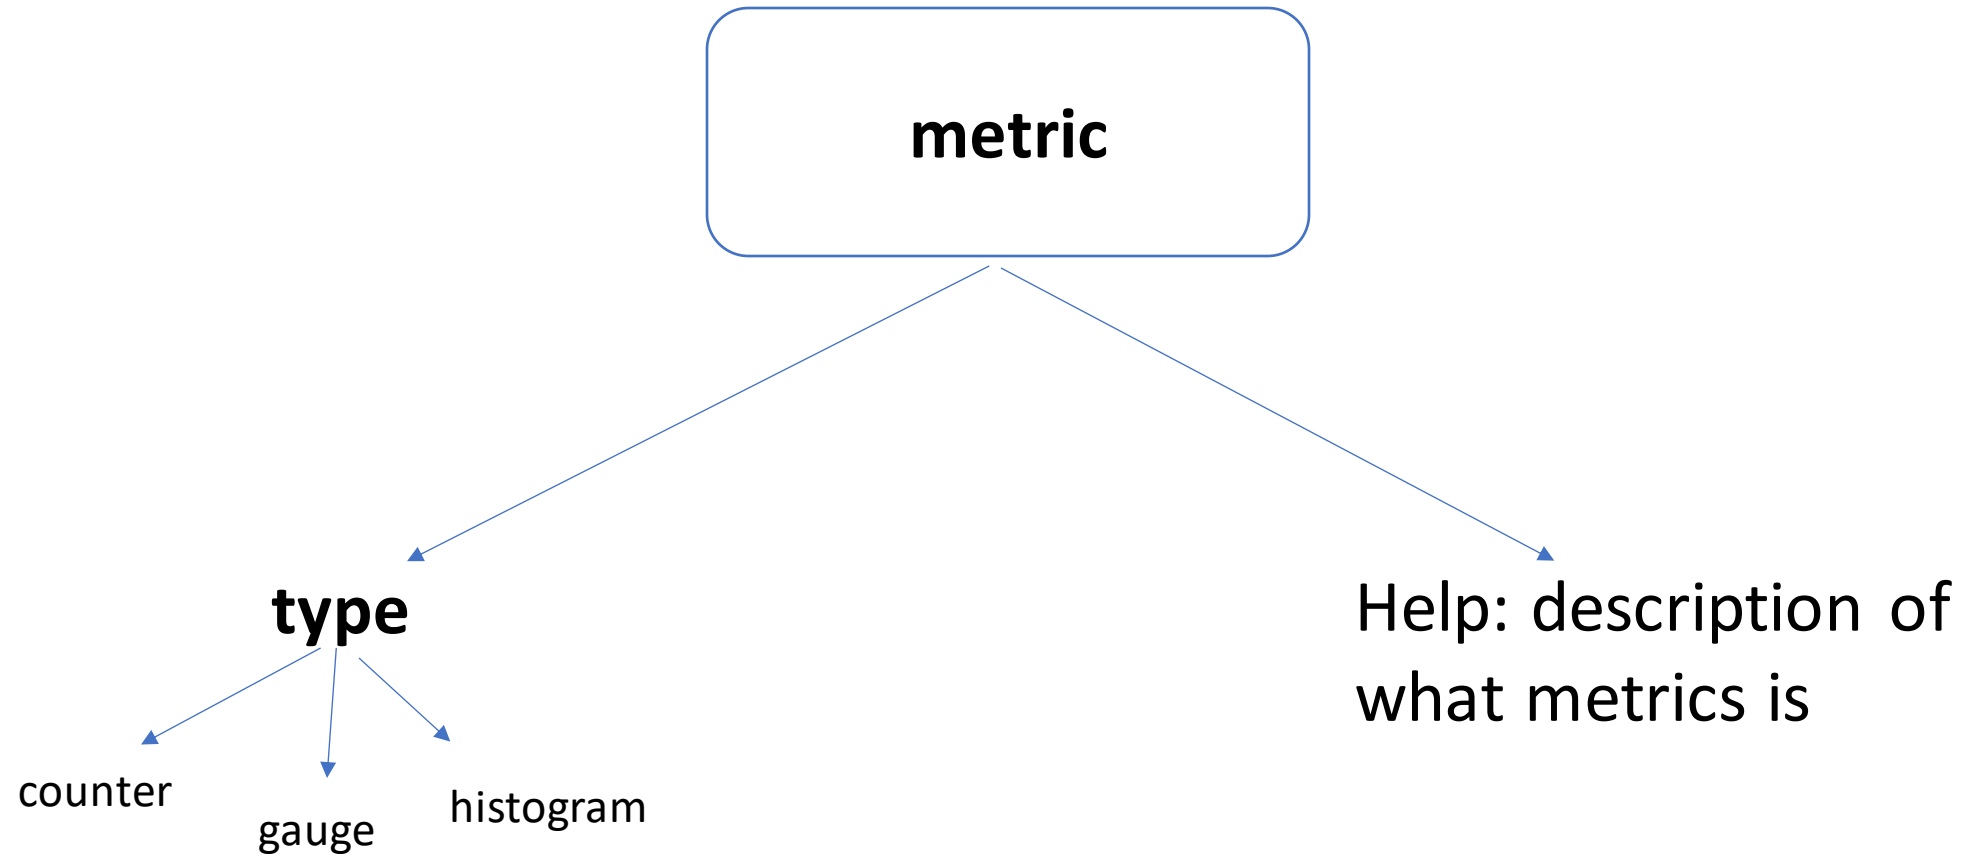 metric
type
Help: description of
what metrics is
counter
gauge
histogram